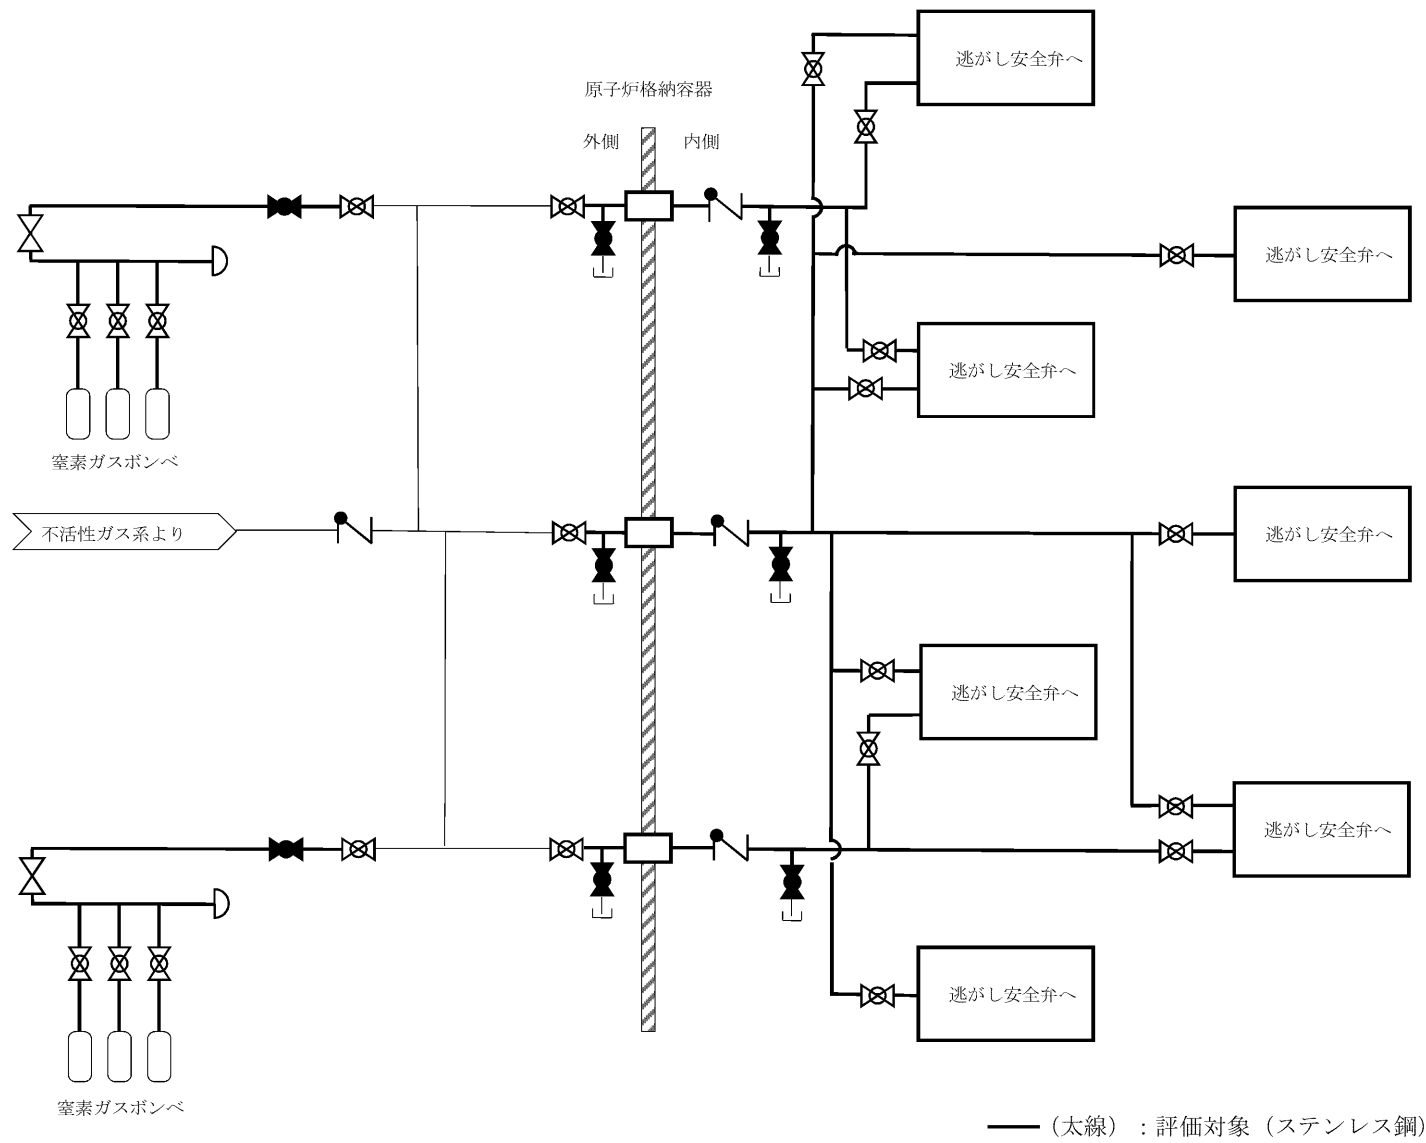 逃がし安全弁へ
原子炉格納容器
外側
内側
逃がし安全弁へ
逃がし安全弁へ
窒素ガスボンベ
不活性ガス系より
逃がし安全弁へ
逃がし安全弁へ
逃がし安全弁へ
逃がし安全弁へ
窒素ガスボンベ
（太線）：評価対象（ステンレス鋼）